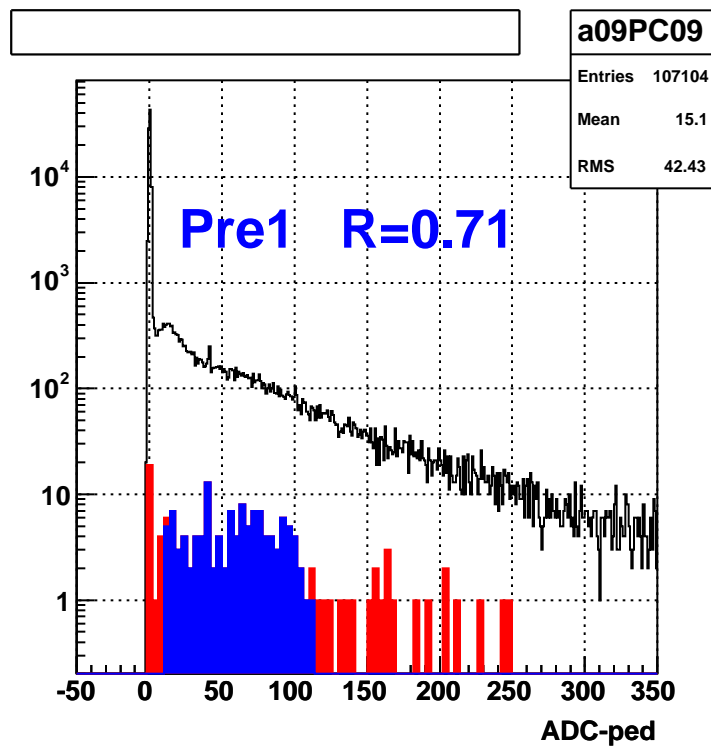 a09PC09
Entries 107104
Mean 15.1
RMS 42.43
Pre1 R=0.71
10^4
10^3
10^2
10
1
-50 0 50 100 150 200 250 300 350
ADC-ped